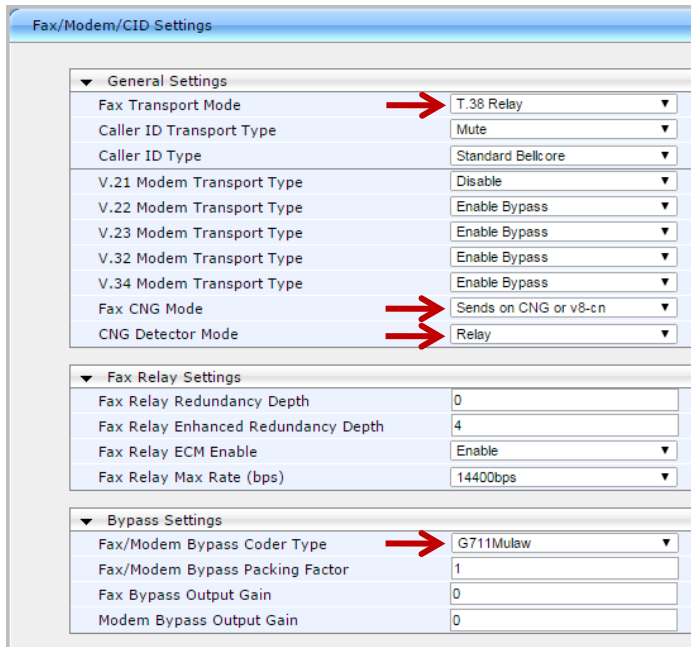 Fax/Modem/CID Settings
General Settings
Fax Transport Mode T.38 Relay
Caller ID Transport Type Mute
Caller ID Type Standard Bellcore
V.21 Modem Transport Type Disable
V.22 Modem Transport Type Enable Bypass
V.23 Modem Transport Type Enable Bypass
V.32 Modem Transport Type Enable Bypass
V.34 Modem Transport Type Enable Bypass
Fax CNG Mode Sends on CNG or v8-cn
CNG Detector Mode Relay
Fax Relay Settings
Fax Relay Redundancy Depth 0
Fax Relay Enhanced Redundancy Depth 4
Fax Relay ECM Enable Enable
Fax Relay Max Rate (bps) 14400bps
Bypass Settings
Fax/Modem Bypass Coder Type G711Mulaw
Fax/Modem Bypass Packing Factor 1
Fax Bypass Output Gain 0
Modem Bypass Output Gain 0